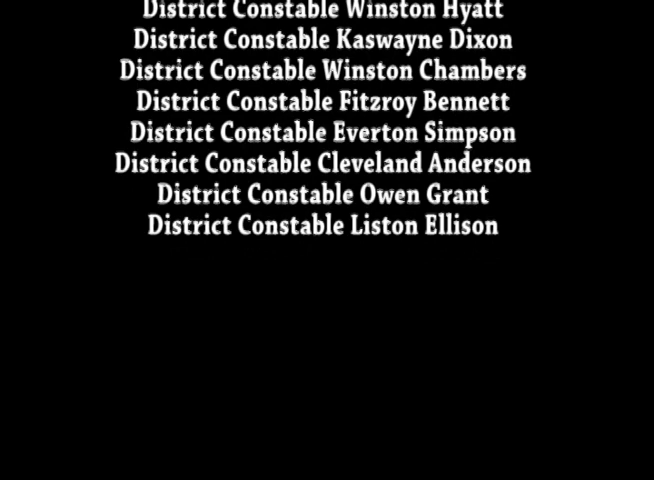 District Constable Winston Hyatt
District Constable Kaswayne Dixon
District Constable Winston Chambers
District Constable Fitzroy Bennett
District Constable Everton Simpson
District Constable Cleveland Anderson
District Constable Owen Grant
District Constable Liston Ellison